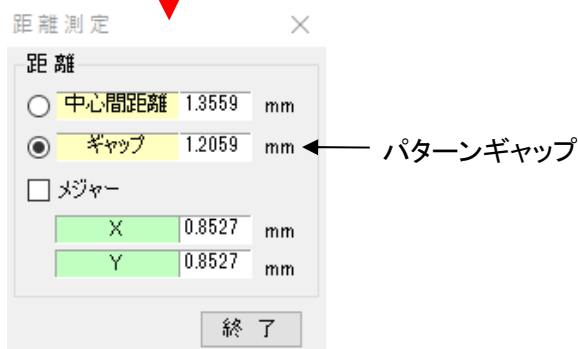 距離測定
距離
中心間距離 1.3559 mm
ギャップ 1.2059 mm パターンギャップ
メジャー
X 0.8527 mm
Y 0.8527 mm
終了